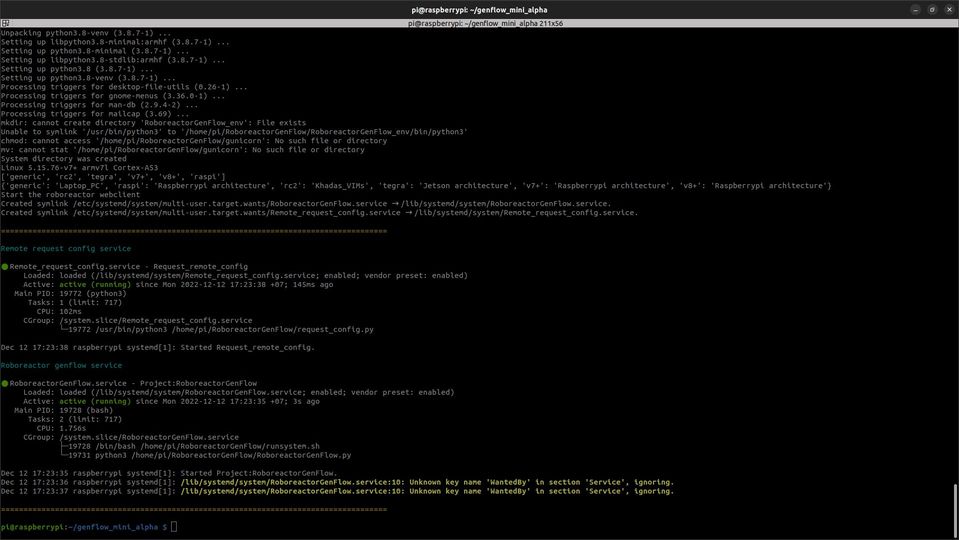 pi@raspberrypi: ~/genflow_mini_alpha
pi@raspberrypi: ~/genflow_mini_alpha 211x56
Unpacking python3.8-venv (3.8.7-1) ...
Setting up libpython3.8-minimal:armhf (3.8.7-1) ...
Setting up python3.8-minimal (3.8.7-1) ...
Setting up libpython3.8-stdlib:armhf (3.8.7-1) ...
Setting up python3.8 (3.8.7-1) ...
Setting up python3.8-venv (3.8.7-1) ...
Processing triggers for desktop-file-utils (0.26-1) ...
Processing triggers for gnome-menus (3.36.0-1) ...
Processing triggers for man-db (2.9.4-2) ...
Processing triggers for mailcap (3.69) ...
mkdir: cannot create directory 'RoboreactorGenFlow_env': File exists
Unable to symlink '/usr/bin/python3' to '/home/pi/RoboreactorGenFlow/RoboreactorGenFlow_env/bin/python3'
chmod: cannot access '/home/pi/RoboreactorGenFlow/gunicorn': No such file or directory
mv: cannot stat '/home/pi/RoboreactorGenFlow/gunicorn': No such file or directory
System directory was created
Linux 5.15.76-v7+ armv7l Cortex-A53
['generic', 'rc2', 'tegra', 'v7+', 'v8+', 'raspi']
{'generic': 'Laptop_PC', 'raspi': 'Raspberrypi architecture', 'rc2': 'Khadas_VIMs', 'tegra': 'Jetson architecture', 'v7+': 'Raspberrypi architecture', 'v8+': 'Raspberrypi architecture'}
Start the roboreactor webclient
Created symlink /etc/systemd/system/multi-user.target.wants/RoboreactorGenFlow.service → /lib/systemd/system/RoboreactorGenFlow.service.
Created symlink /etc/systemd/system/multi-user.target.wants/Remote_request_config.service → /lib/systemd/system/Remote_request_config.service.
======================================================================================
Remote request config service
● Remote_request_config.service - Request_remote_config
Loaded: loaded (/lib/systemd/system/Remote_request_config.service; enabled; vendor preset: enabled)
Active: active (running) since Mon 2022-12-12 17:23:38 +07; 145ms ago
Main PID: 19772 (python3)
Tasks: 1 (limit: 717)
CPU: 102ms
CGroup: /system.slice/Remote_request_config.service
└─19772 /usr/bin/python3 /home/pi/RoboreactorGenFlow/request_config.py
Dec 12 17:23:38 raspberrypi systemd[1]: Started Request_remote_config.
Roboreactor genflow service
● RoboreactorGenFlow.service - Project:RoboreactorGenFlow
Loaded: loaded (/lib/systemd/system/RoboreactorGenFlow.service; enabled; vendor preset: enabled)
Active: active (running) since Mon 2022-12-12 17:23:35 +07; 3s ago
Main PID: 19728 (bash)
Tasks: 2 (limit: 717)
CPU: 1.756s
CGroup: /system.slice/RoboreactorGenFlow.service
├─19728 /bin/bash /home/pi/RoboreactorGenFlow/runsystem.sh
└─19731 python3 /home/pi/RoboreactorGenFlow/RoboreactorGenFlow.py
Dec 12 17:23:35 raspberrypi systemd[1]: Started Project:RoboreactorGenFlow.
Dec 12 17:23:36 raspberrypi systemd[1]: /lib/systemd/system/RoboreactorGenFlow.service:10: Unknown key name 'WantedBy' in section 'Service', ignoring.
Dec 12 17:23:37 raspberrypi systemd[1]: /lib/systemd/system/RoboreactorGenFlow.service:10: Unknown key name 'WantedBy' in section 'Service', ignoring.
======================================================================================
pi@raspberrypi:~/genflow_mini_alpha $